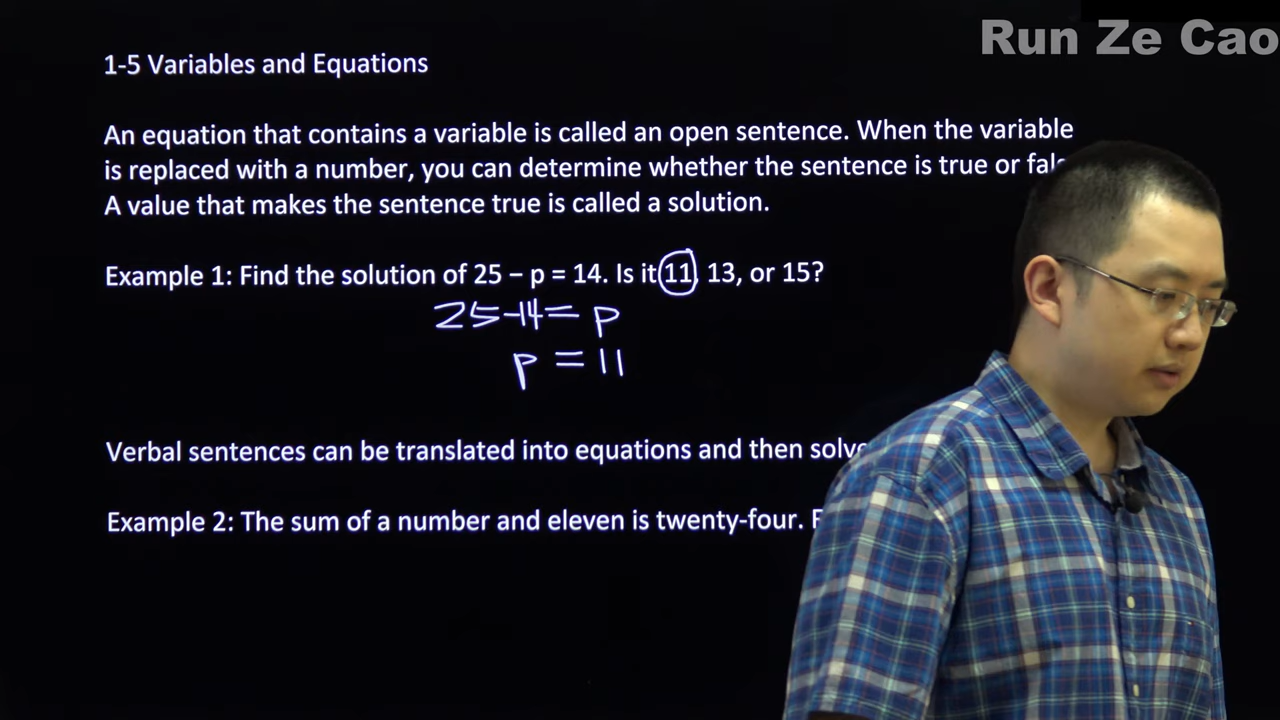 Run Ze Cao
1-5 Variables and Equations
An equation that contains a variable is called an open sentence. When the variable
is replaced with a number, you can determine whether the sentence is true or
A value that makes the sentence true is called a solution.
Example 1: Find the solution of 25 – p = 14. Is it 11, 13, or 15?
25-14= p
p = 11
Verbal sentences can be translated into equations and then
Example 2: The sum of a number and eleven is twenty-four.